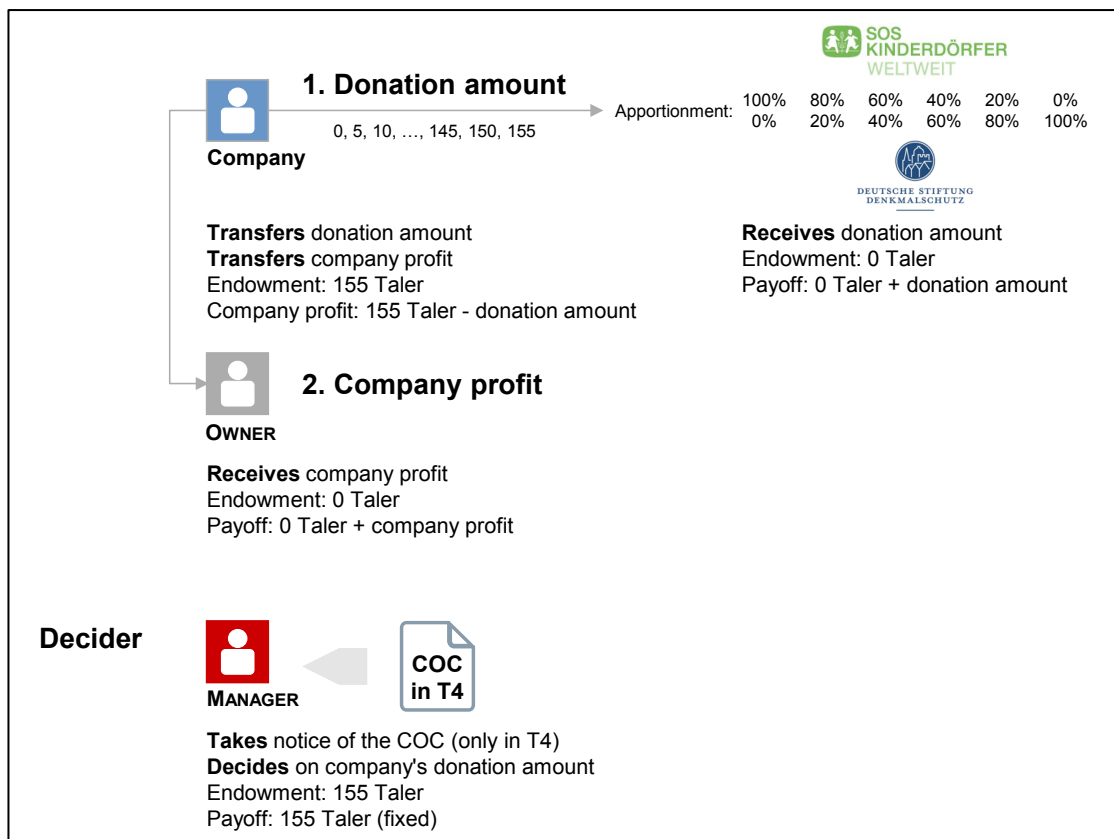 SOS
KINDERDÖRFER
WELTWEIT
1. Donation amount
0, 5, 10, …, 145, 150, 155
Company
Apportionment:
100% 80% 60% 40% 20% 0%
0% 20% 40% 60% 80% 100%
DEUTSCHE STIFTUNG
DENKMALSCHUTZ
Transfers donation amount
Transfers company profit
Endowment: 155 Taler
Company profit: 155 Taler - donation amount
Receives donation amount
Endowment: 0 Taler
Payoff: 0 Taler + donation amount
2. Company profit
OWNER
Receives company profit
Endowment: 0 Taler
Payoff: 0 Taler + company profit
Decider
COC
in T4
MANAGER
Takes notice of the COC (only in T4)
Decides on company's donation amount
Endowment: 155 Taler
Payoff: 155 Taler (fixed)